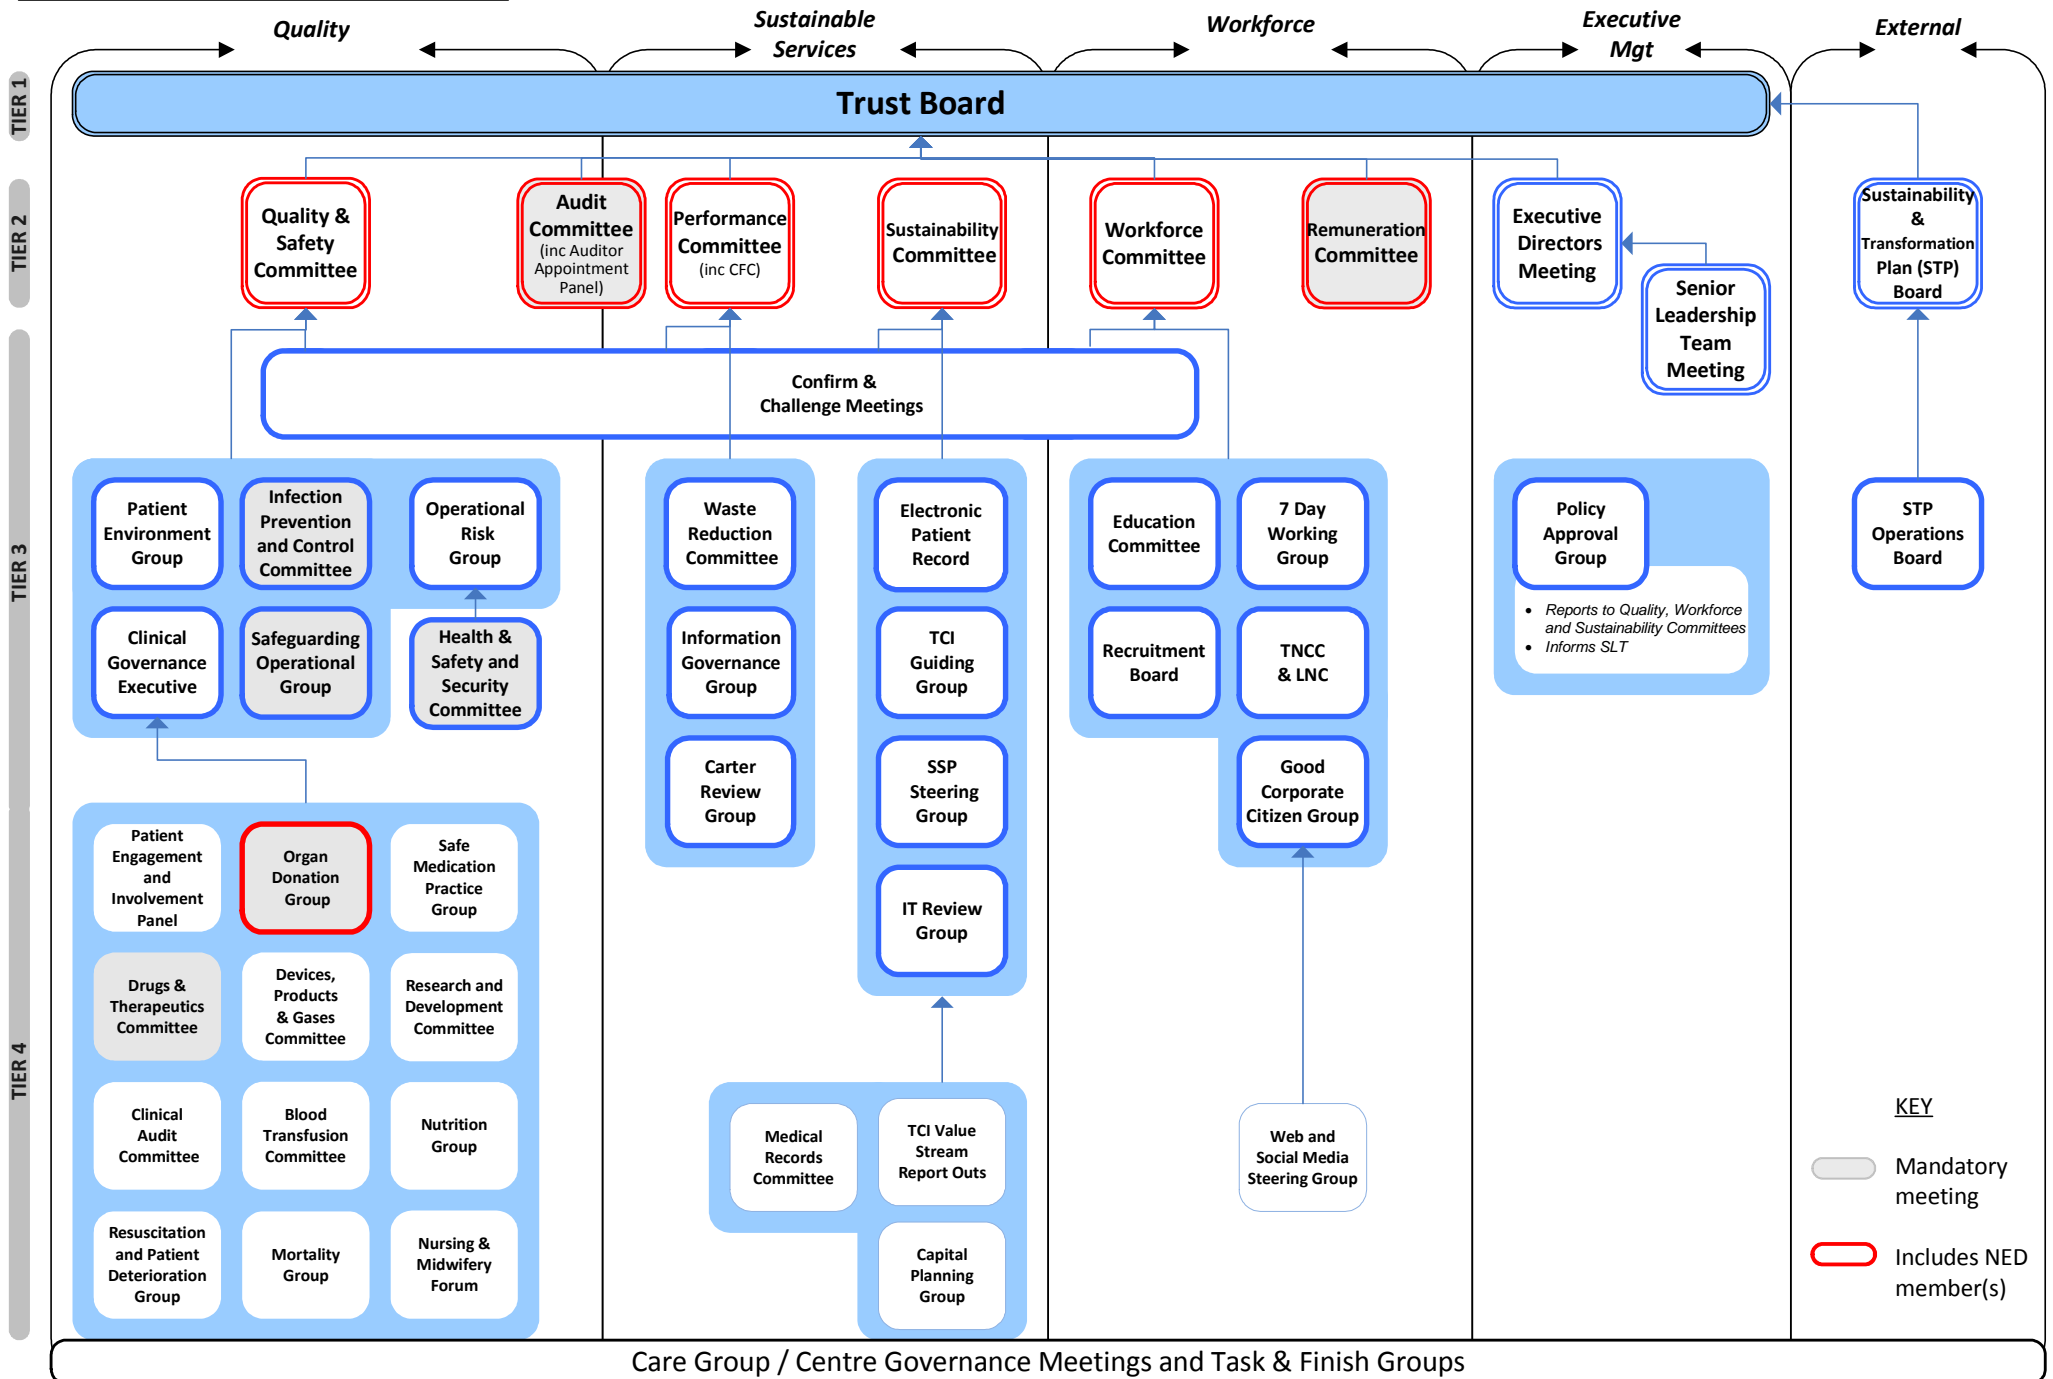 Quality
Sustainable
Services
Workforce
Executive
Mgt
External
TIER 1
Trust Board
TIER 2
Quality &
Safety
Committee
Audit
Committee
(inc Auditor
Appointment
Panel)
Performance
Committee
(inc CFC)
Sustainability
Committee
Workforce
Committee
Remuneration
Committee
Executive
Directors
Meeting
Senior
Leadership
Team
Meeting
Sustainability
&
Transformation
Plan (STP)
Board
TIER 3
Confirm &
Challenge Meetings
Patient
Environment
Group
Infection
Prevention
and Control
Committee
Operational
Risk
Group
Clinical
Governance
Executive
Safeguarding
Operational
Group
Health &
Safety and
Security
Committee
Waste
Reduction
Committee
Information
Governance
Group
Carter
Review
Group
Electronic
Patient
Record
TCI
Guiding
Group
SSP
Steering
Group
IT Review
Group
Education
Committee
7 Day
Working
Group
Recruitment
Board
TNCC
& LNC
Good
Corporate
Citizen Group
Policy
Approval
Group
• Reports to Quality, Workforce
and Sustainability Committees
• Informs SLT
STP
Operations
Board
TIER 4
Patient
Engagement
and
Involvement
Panel
Organ
Donation
Group
Safe
Medication
Practice
Group
Drugs &
Therapeutics
Committee
Devices,
Products
& Gases
Committee
Research and
Development
Committee
Clinical
Audit
Committee
Blood
Transfusion
Committee
Nutrition
Group
Resuscitation
and Patient
Deterioration
Group
Mortality
Group
Nursing &
Midwifery
Forum
Medical
Records
Committee
TCI Value
Stream
Report Outs
Capital
Planning
Group
Web and
Social Media
Steering Group
KEY
Mandatory
meeting
Includes NED
member(s)
Care Group / Centre Governance Meetings and Task & Finish Groups